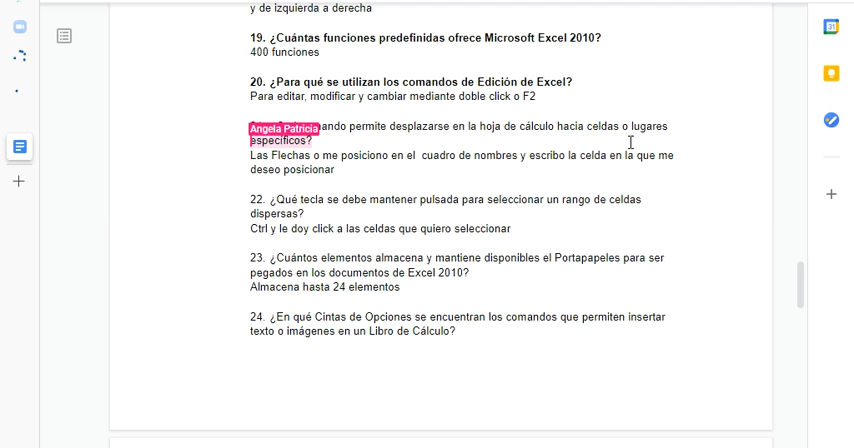 y de izquierda a derecha
19. ¿Cuántas funciones predefinidas ofrece Microsoft Excel 2010?
400 funciones
20. ¿Para qué se utilizan los comandos de Edición de Excel?
Para editar, modificar y cambiar mediante doble click o F2
Angela Patricia
permite desplazarse en la hoja de cálculo hacia celdas o lugares
específicos?
Las Flechas o me posiciono en el cuadro de nombres y escribo la celda en la que me
deseo posicionar
22. ¿Qué tecla se debe mantener pulsada para seleccionar un rango de celdas
dispersas?
Ctrl y le doy click a las celdas que quiero seleccionar
23. ¿Cuántos elementos almacena y mantiene disponibles el Portapapeles para ser
pegados en los documentos de Excel 2010?
Almacena hasta 24 elementos
24. ¿En qué Cintas de Opciones se encuentran los comandos que permiten insertar
texto o imágenes en un Libro de Cálculo?
31